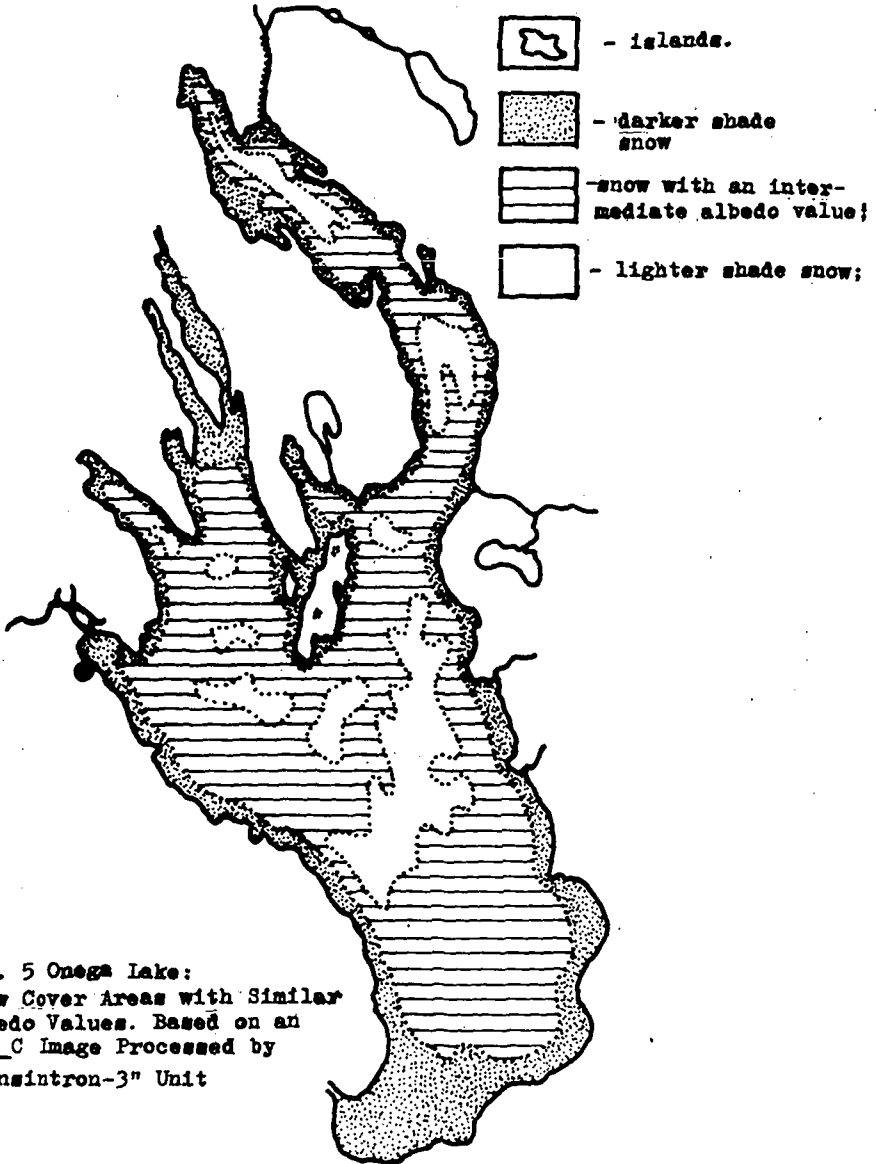 - islands.
- darker shade
snow
-snow with an inter-
mediate albedo value;
- lighter shade snow;
. 5 Onega Lake:
w Cover Areas with Similar
edo Values. Based on an
_C Image Processed by
nsintron-3" Unit